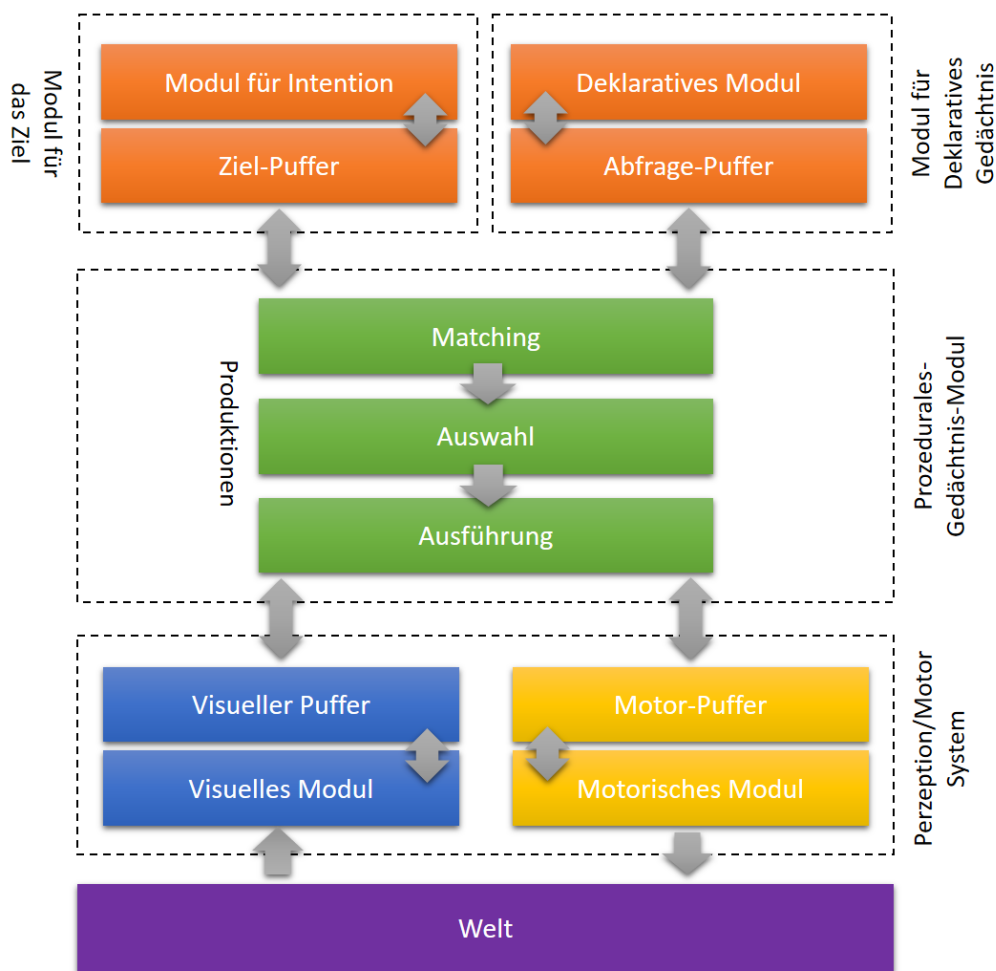 Modul für
das Ziel
Modul für Intention
Ziel-Puffer
Deklaratives Modul
Abfrage-Puffer
Modul für
Deklaratives
Gedächtnis
Produktionen
Matching
Auswahl
Ausführung
Prozedurales-
Gedächtnis-Modul
Visueller Puffer
Visuelles Modul
Motor-Puffer
Motorisches Modul
Perzeption/Motor
System
Welt